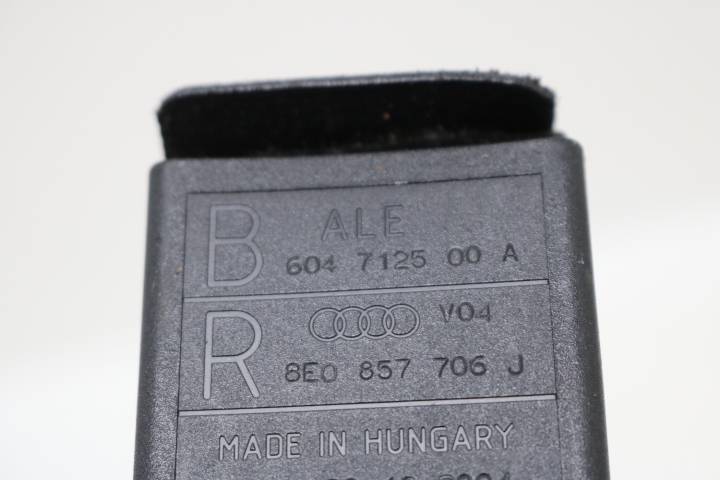 B ALE
604 7125 00 A
R V04
8E0 857 706 J
MADE IN HUNGARY